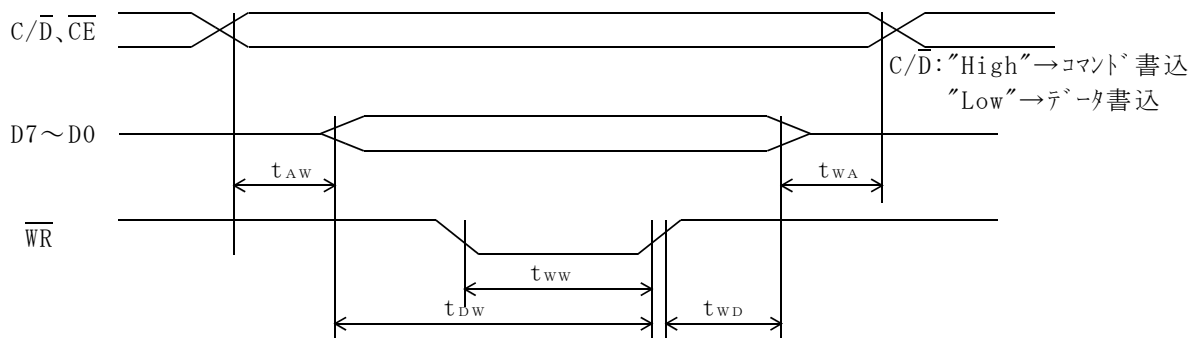 C/D̅、C̅E̅
C/D̅:"High"→ｺﾏﾝﾄﾞ書込
"Low"→ﾃﾞｰﾀ書込
D7～D0
tAW
tWA
W̅R̅
tWW
tDW
tWD